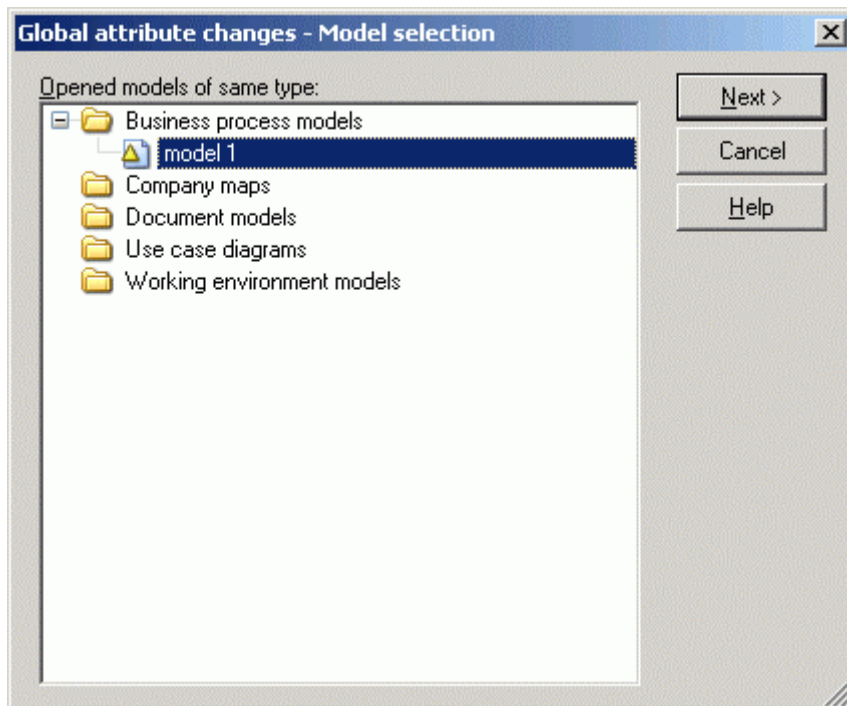 Global attribute changes - Model selection
Opened models of same type:
Business process models
model 1
Company maps
Document models
Use case diagrams
Working environment models
Next >
Cancel
Help